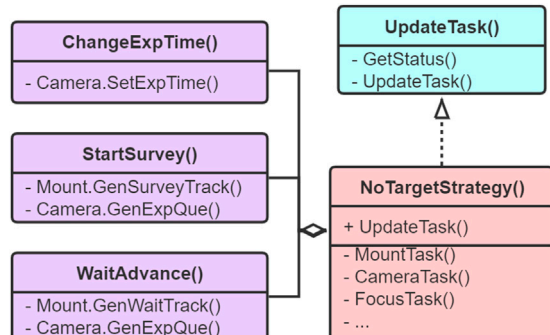 ChangeExpTime()
- Camera.SetExpTime()
StartSurvey()
- Mount.GenSurveyTrack()
- Camera.GenExpQue()
WaitAdvance()
- Mount.GenWaitTrack()
- Camera.GenExpQue()
UpdateTask()
- GetStatus()
- UpdateTask()
NoTargetStrategy()
+ UpdateTask()
- MountTask()
- CameraTask()
- FocusTask()
- ...